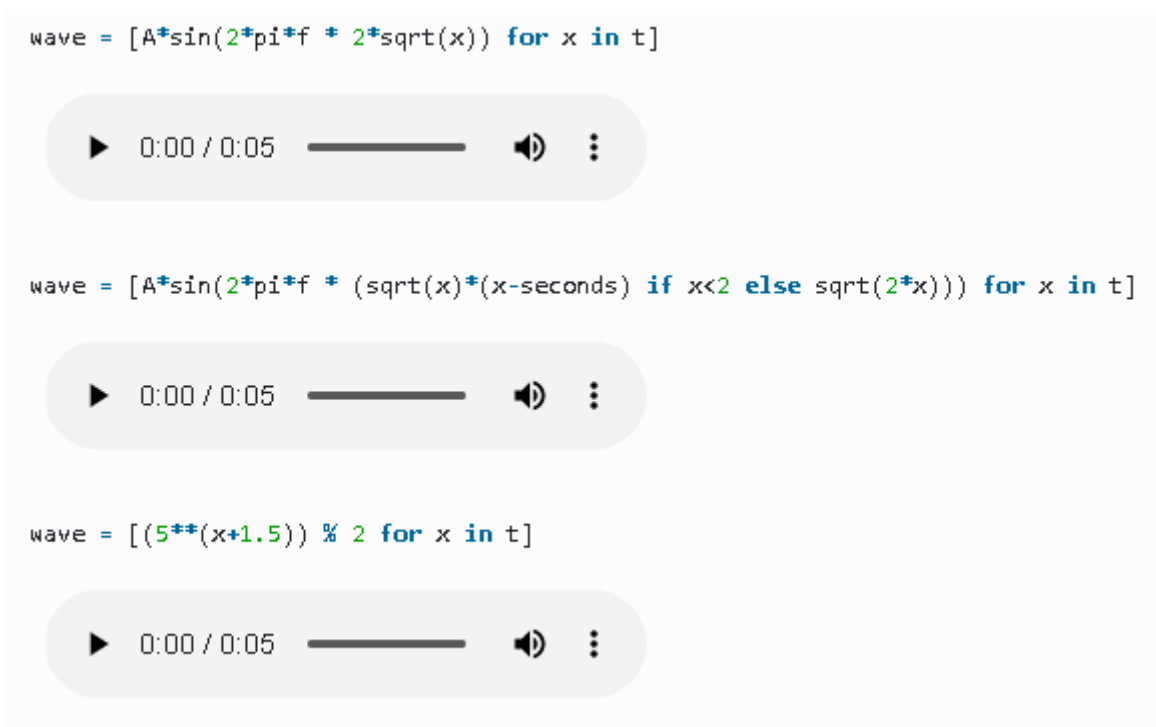 wave = [A*sin(2*pi*f * 2*sqrt(x)) for x in t]
0:00 / 0:05
wave = [A*sin(2*pi*f * (sqrt(x)*(x-seconds) if x<2 else sqrt(2*x))) for x in t]
0:00 / 0:05
wave = [(5**(x+1.5)) % 2 for x in t]
0:00 / 0:05